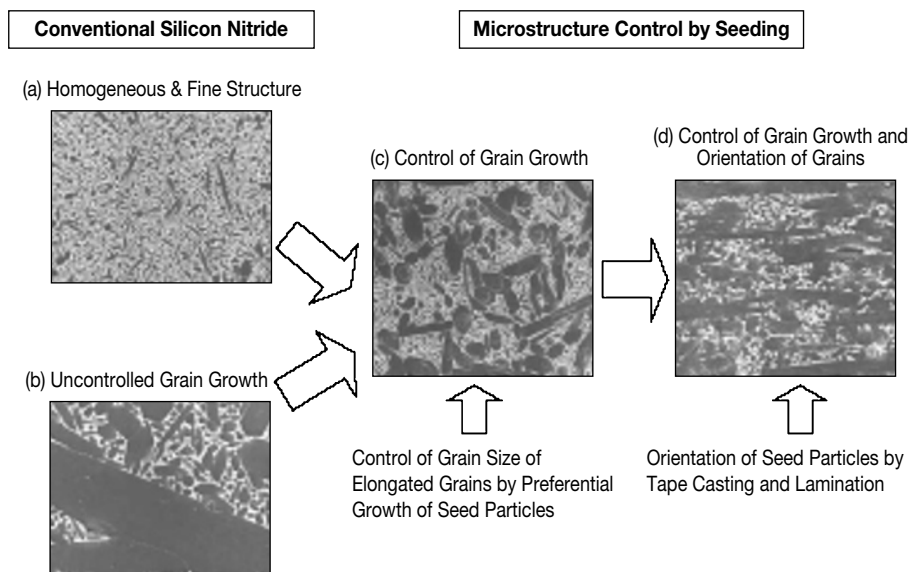 Conventional Silicon Nitride
Microstructure Control by Seeding
(a) Homogeneous & Fine Structure
(b) Uncontrolled Grain Growth
(c) Control of Grain Growth
(d) Control of Grain Growth and
Orientation of Grains
Control of Grain Size of
Elongated Grains by Preferential
Growth of Seed Particles
Orientation of Seed Particles by
Tape Casting and Lamination